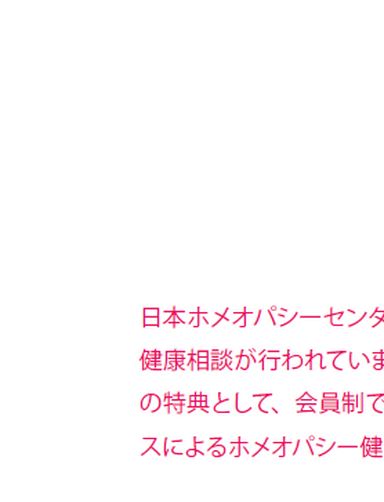 日本ホメオパシーセンタ
健康相談が行われていま
の特典として、会員制で
スによるホメオパシー健